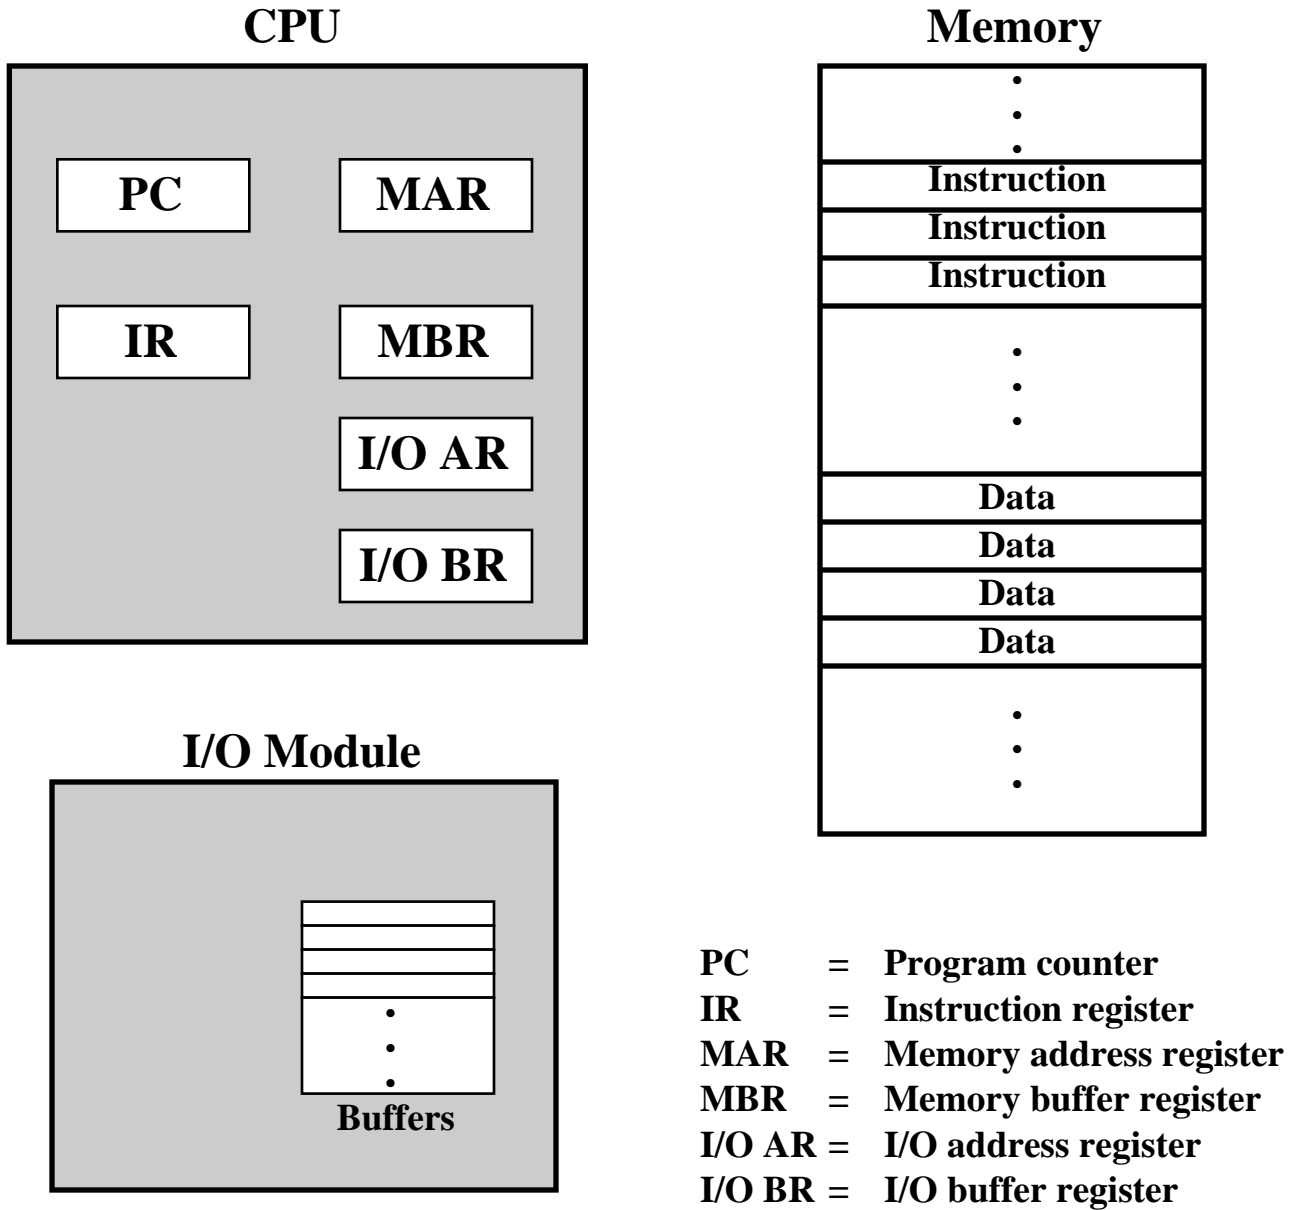 CPU
PC
MAR
IR
MBR
I/O AR
I/O BR
Memory
Instruction
Instruction
Instruction
Data
Data
Data
Data
I/O Module
Buffers
PC = Program counter
IR = Instruction register
MAR = Memory address register
MBR = Memory buffer register
I/O AR = I/O address register
I/O BR = I/O buffer register